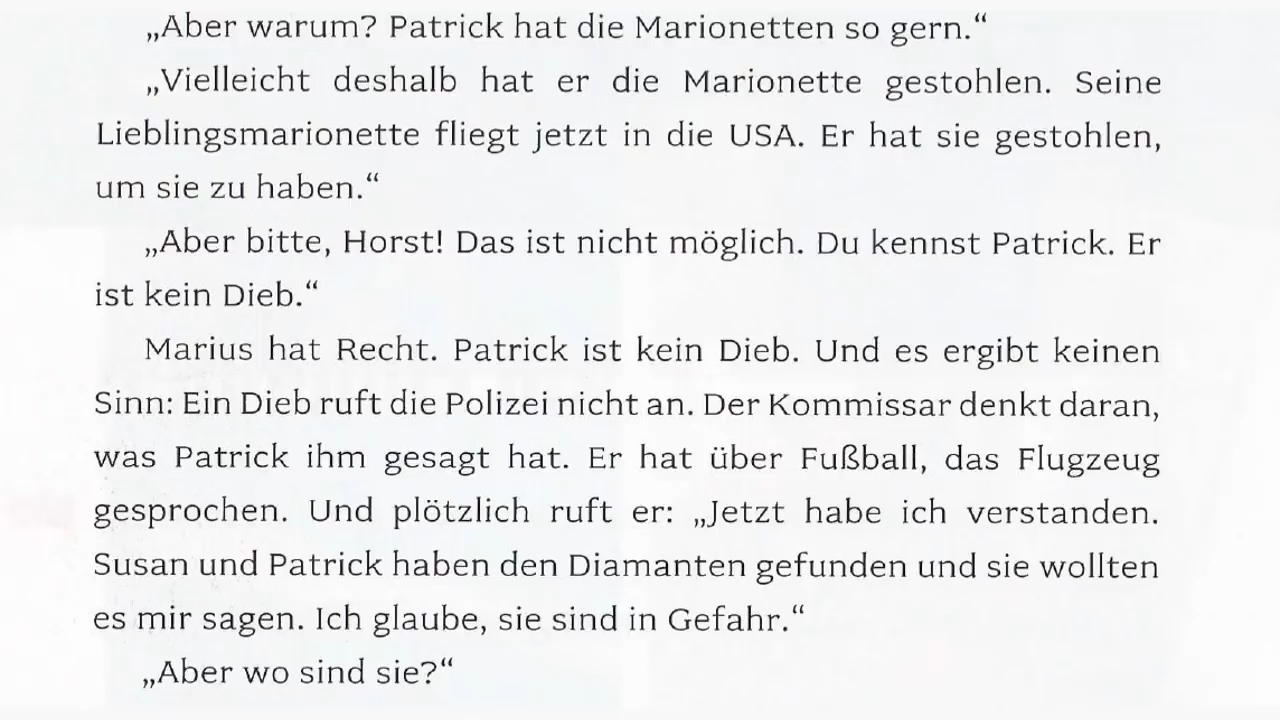 „Aber warum? Patrick hat die Marionetten so gern.“
„Vielleicht deshalb hat er die Marionette gestohlen. Seine
Lieblingsmarionette fliegt jetzt in die USA. Er hat sie gestohlen,
um sie zu haben.“
„Aber bitte, Horst! Das ist nicht möglich. Du kennst Patrick. Er
ist kein Dieb.“
Marius hat Recht. Patrick ist kein Dieb. Und es ergibt keinen
Sinn: Ein Dieb ruft die Polizei nicht an. Der Kommissar denkt daran,
was Patrick ihm gesagt hat. Er hat über Fußball, das Flugzeug
gesprochen. Und plötzlich ruft er: „Jetzt habe ich verstanden.
Susan und Patrick haben den Diamanten gefunden und sie wollten
es mir sagen. Ich glaube, sie sind in Gefahr.“
„Aber wo sind sie?“